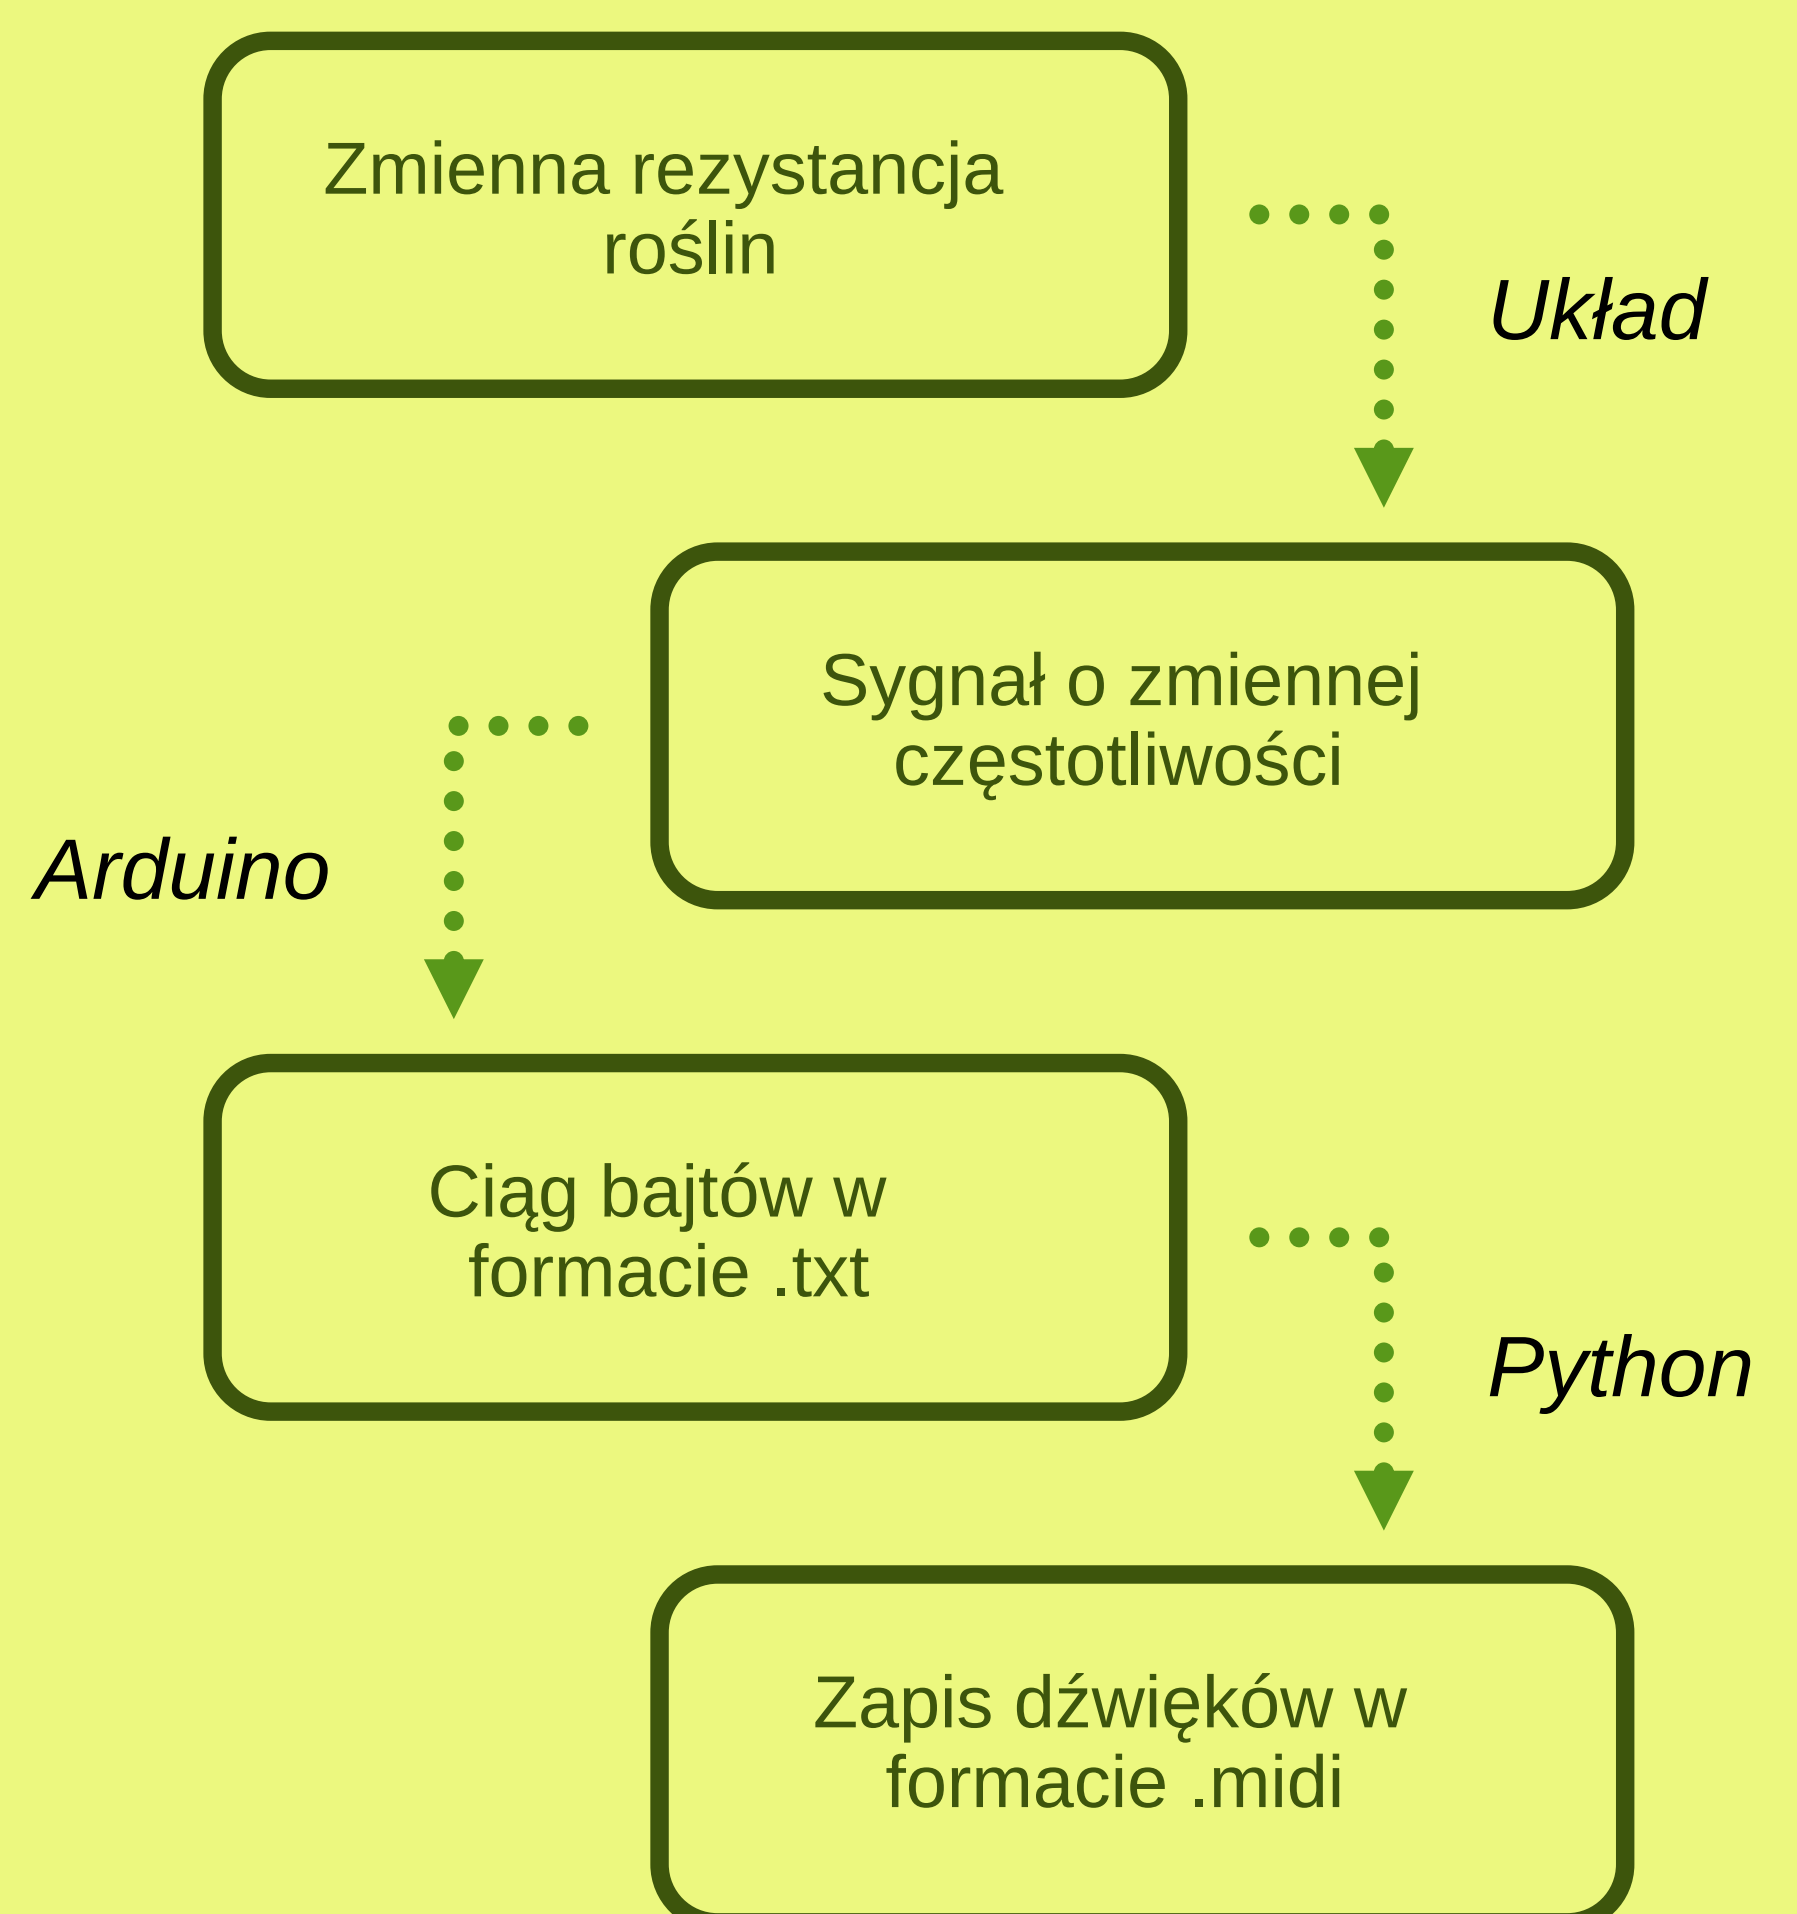 Zmienna rezystancja
roślin
Układ
Sygnał o zmiennej
częstotliwości
Arduino
Ciąg bajtów w
formacie .txt
Python
Zapis dźwięków w
formacie .midi